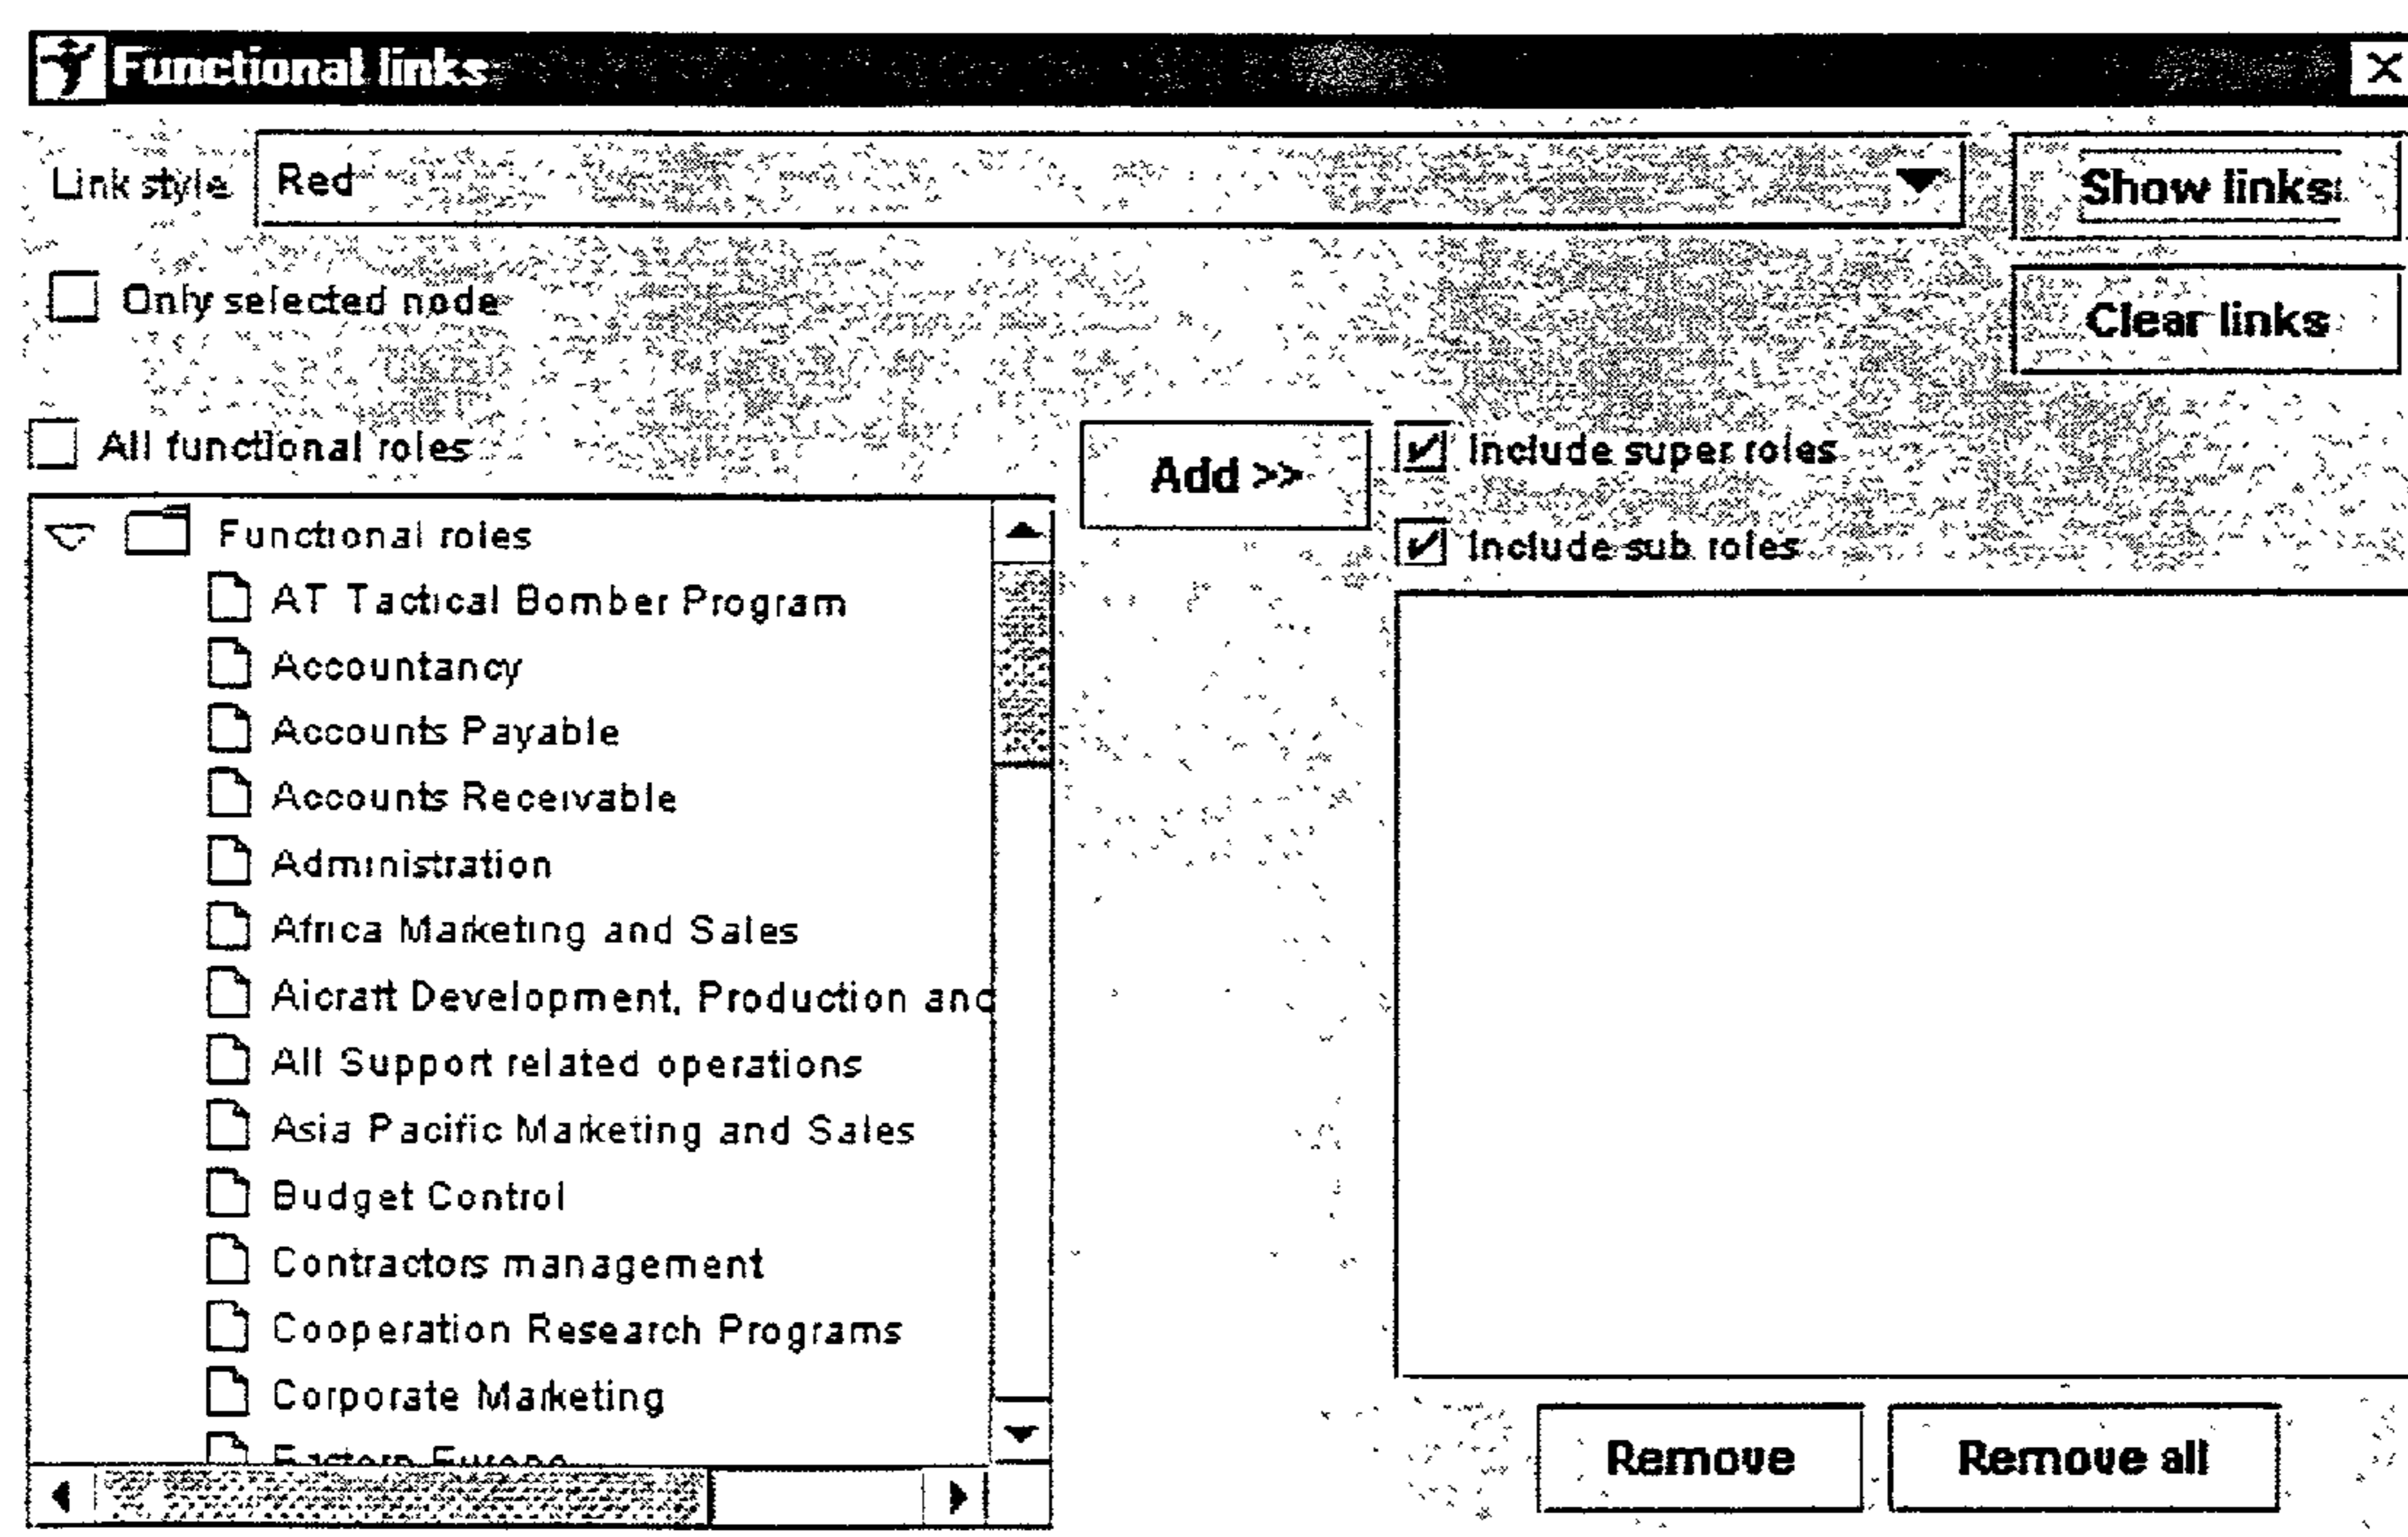 Functional links
Link style Red Show links
Only selected node Clear links
All functional roles Add >> Include super roles
Include sub roles
Functional roles
AT Tactical Bomber Program
Accountancy
Accounts Payable
Accounts Receivable
Administration
Africa Marketing and Sales
Aicraft Development, Production and
All Support related operations
Asia Pacific Marketing and Sales
Budget Control
Contractors management
Cooperation Research Programs
Corporate Marketing
Eastern Europe
Remove Remove all